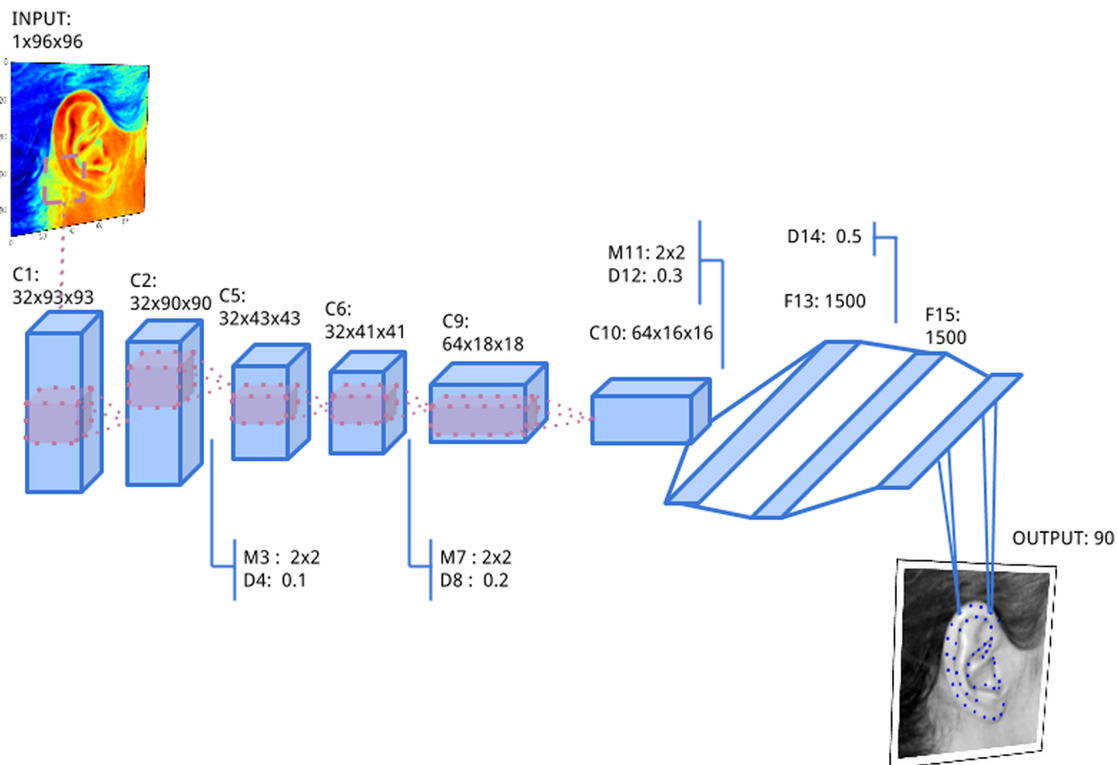 INPUT:
1x96x96
C1:
32x93x93
C2:
32x90x90
C5:
32x43x43
C6:
32x41x41
C9:
64x18x18
C10: 64x16x16
M11: 2x2
D12: .0.3
F13: 1500
D14:  0.5
F15:
1500
M3 :  2x2
D4:  0.1
M7 : 2x2
D8 :  0.2
OUTPUT: 90